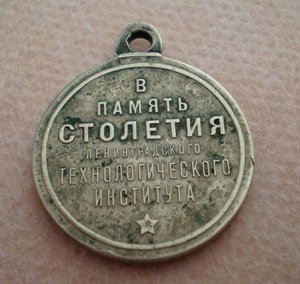 В
ПАМЯТЬ
СТОЛЕТИЯ
ЛЕНИНГРАДСКОГО
ТЕХНОЛОГИЧЕСКОГО
ИНСТИТУТА